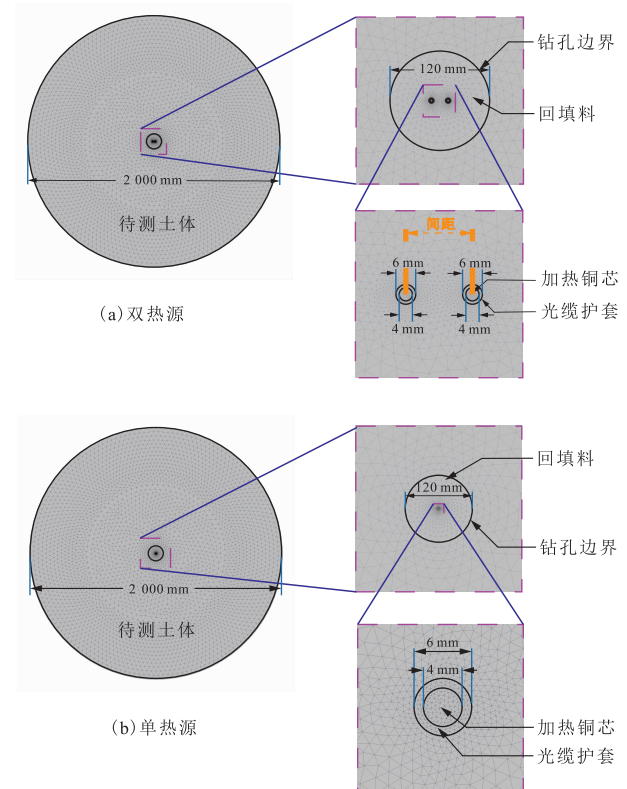 钻孔边界
120 mm
回填料
2 000 mm
待测土体
间距
6 mm
6 mm
加热铜芯
光缆护套
4 mm
4 mm
(a)双热源
回填料
120 mm
钻孔边界
2 000 mm
待测土体
6 mm
4 mm
加热铜芯
光缆护套
(b)单热源